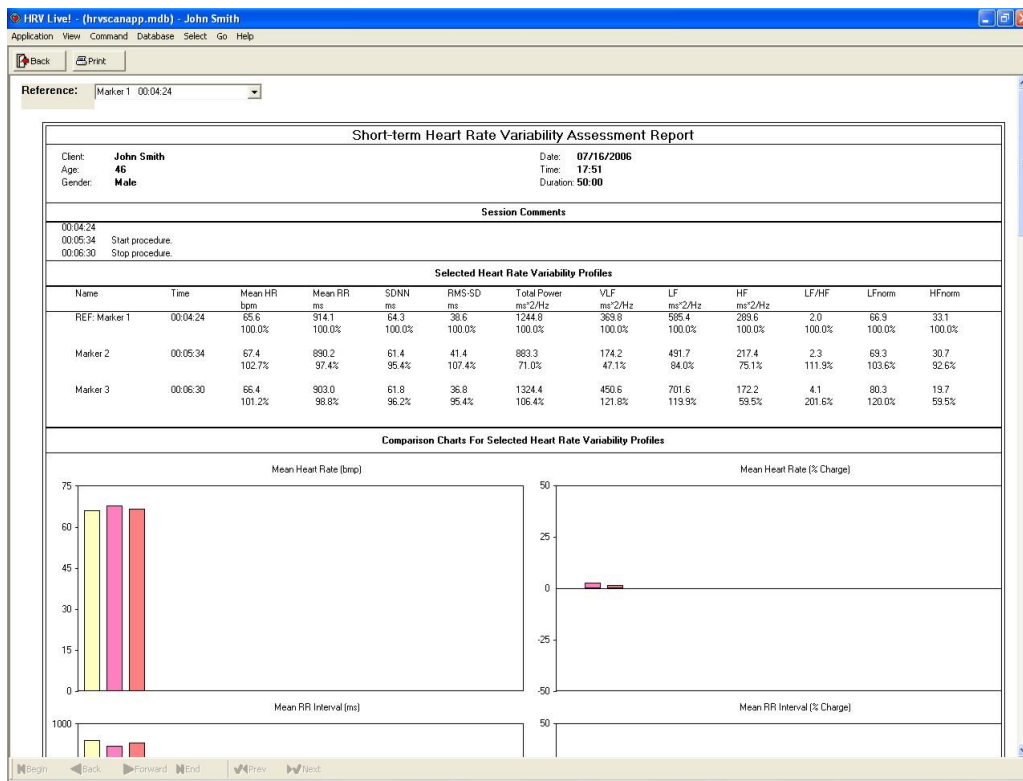 HRV Live! - (hrvscanapp.mdb) - John Smith
Application View Command Database Select Go Help
Back Print
Reference: Marker 1 00:04:24
Short-term Heart Rate Variability Assessment Report
Client: John Smith Date: 07/16/2006
Age: 46 Time: 17:51
Gender: Male Duration: 50:00
Session Comments
00:04:24
00:05:34 Start procedure.
00:06:30 Stop procedure.
Selected Heart Rate Variability Profiles
Name Time Mean HR Mean RR SDNN RMS-SD Total Power VLF LF HF LF/HF LFnorm HFnorm
bpm ms ms ms ms^2/Hz ms^2/Hz ms^2/Hz ms^2/Hz
REF: Marker 1 00:04:24 65.6 914.1 64.3 38.6 1244.8 369.8 585.4 289.6 2.0 66.9 33.1
100.0% 100.0% 100.0% 100.0% 100.0% 100.0% 100.0% 100.0% 100.0% 100.0% 100.0%
Marker 2 00:05:34 67.4 890.2 61.4 41.4 883.3 174.2 491.7 217.4 2.3 69.3 30.7
102.7% 97.4% 95.4% 107.4% 71.0% 47.1% 84.0% 75.1% 111.9% 103.6% 92.6%
Marker 3 00:06:30 66.4 903.0 61.8 36.8 1324.4 450.6 701.6 172.2 4.1 80.3 19.7
101.2% 98.8% 96.2% 95.4% 106.4% 121.8% 119.9% 59.5% 201.6% 120.0% 59.5%
Comparison Charts For Selected Heart Rate Variability Profiles
Mean Heart Rate (bmp) Mean Heart Rate (% Charge)
75 50
60
25
45
0
30
-25
15
0 -50
Mean RR Interval (ms) Mean RR Interval (% Charge)
1000 50
Begin Back Forward End Prev Next